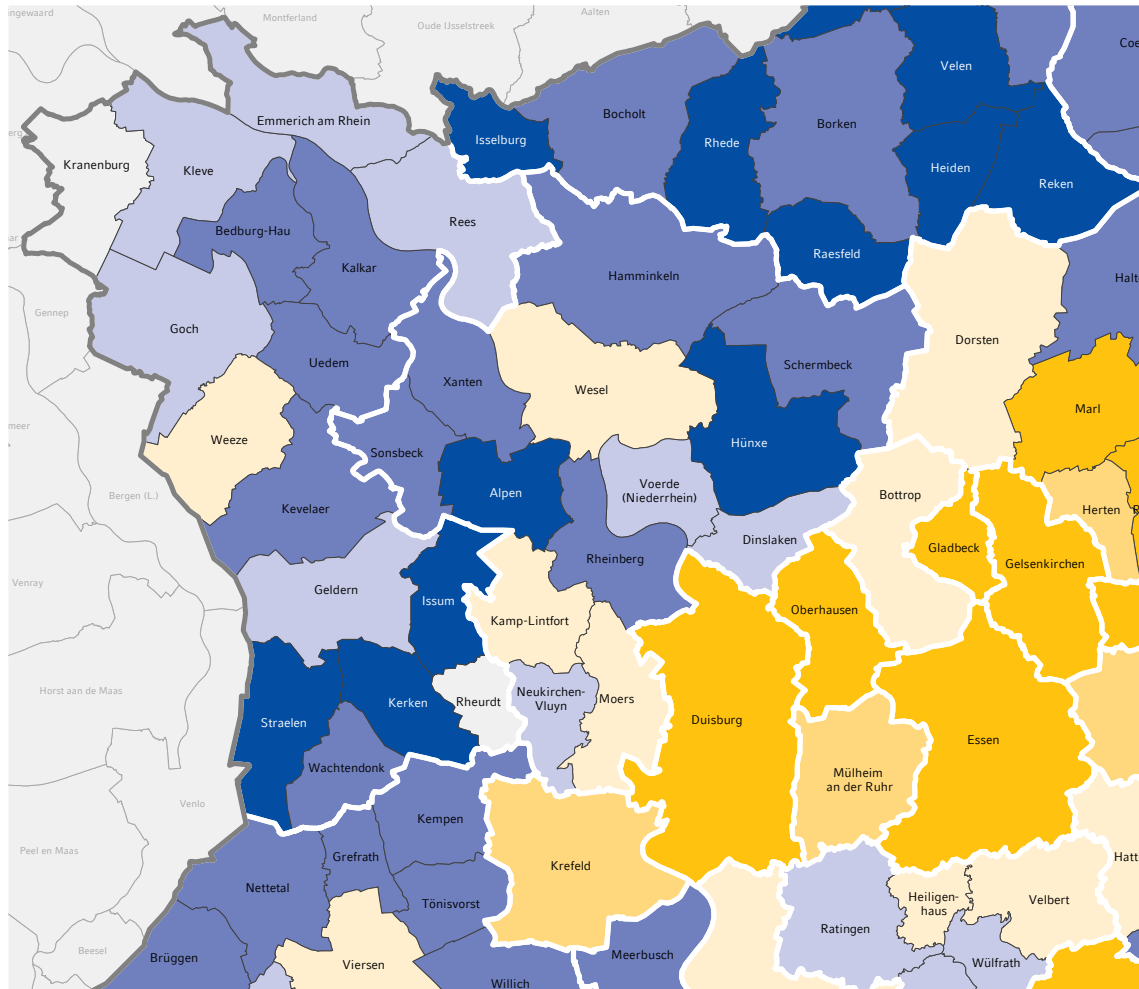 ngewaard
Montferland
Oude IJsselstreek
Aalten
Coe
Velen
Emmerich am Rhein
Bocholt
Borken
Isselburg
Rhede
erg
Kranenburg
Kleve
Heiden
Reken
Rees
Bedburg-Hau
Kalkar
Hamminkeln
Raesfeld
Halte
Gennep
Goch
Dorsten
Uedem
Schermbeck
Xanten
Wesel
Marl
meer
Weeze
Hünxe
Sonsbeck
Voerde
(Niederrhein)
Alpen
Bottrop
Bergen (L.)
Kevelaer
Herten
R
Dinslaken
Gladbeck
Rheinberg
Gelsenkirchen
Venray
Geldern
Issum
Oberhausen
Kamp-Lintfort
Horst aan de Maas
Neukirchen-
Vluyn
Rheurdt
Moers
Kerken
Straelen
Duisburg
Essen
Wachtendonk
Mülheim
an der Ruhr
Venlo
Kempen
Peel en Maas
Grefrath
Krefeld
Hatt
Nettetal
Tönisvorst
Heiligen-
haus
Velbert
Ratingen
Beesel
Brüggen
Viersen
Meerbusch
Wülfrath
Willich